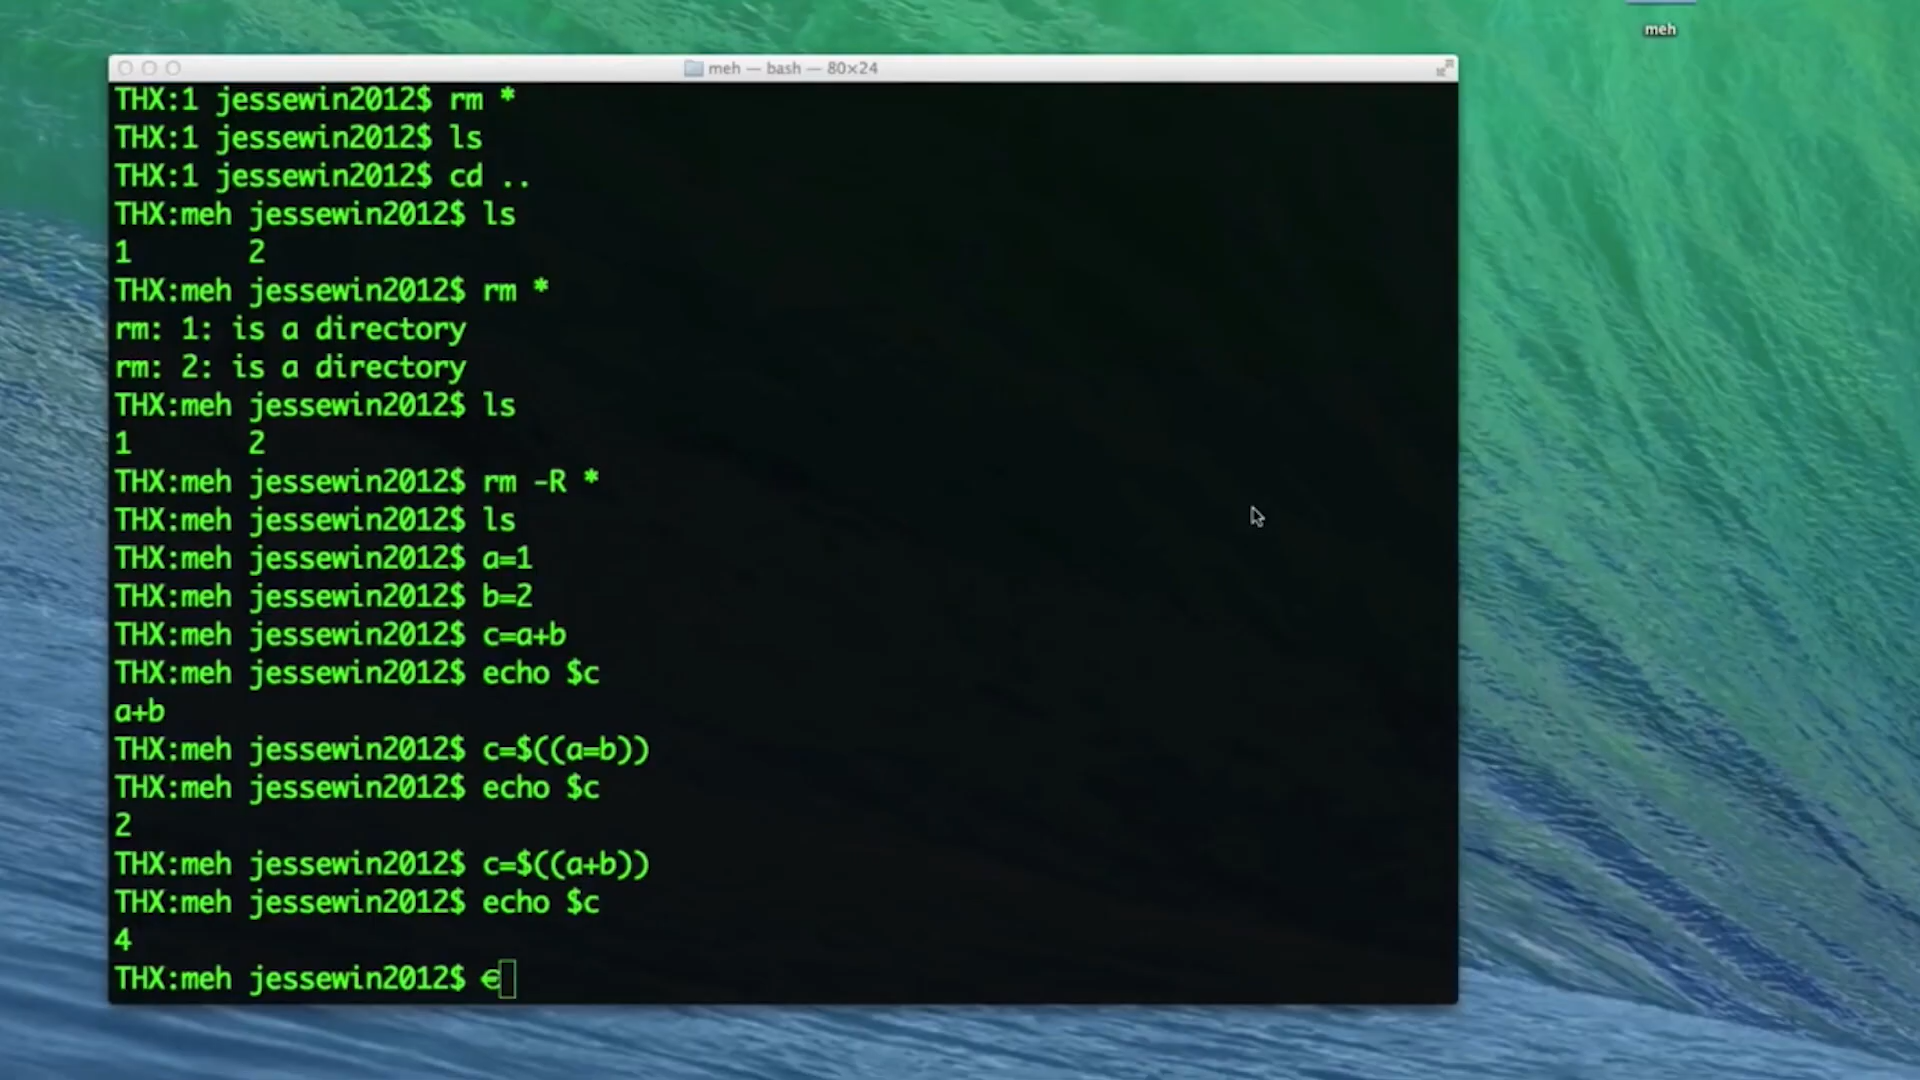 meh
meh — bash — 80×24
THX:1 jessewin2012$ rm *
THX:1 jessewin2012$ ls
THX:1 jessewin2012$ cd ..
THX:meh jessewin2012$ ls
1 2
THX:meh jessewin2012$ rm *
rm: 1: is a directory
rm: 2: is a directory
THX:meh jessewin2012$ ls
1 2
THX:meh jessewin2012$ rm -R *
THX:meh jessewin2012$ ls
THX:meh jessewin2012$ a=1
THX:meh jessewin2012$ b=2
THX:meh jessewin2012$ c=a+b
THX:meh jessewin2012$ echo $c
a+b
THX:meh jessewin2012$ c=$((a=b))
THX:meh jessewin2012$ echo $c
2
THX:meh jessewin2012$ c=$((a+b))
THX:meh jessewin2012$ echo $c
4
THX:meh jessewin2012$